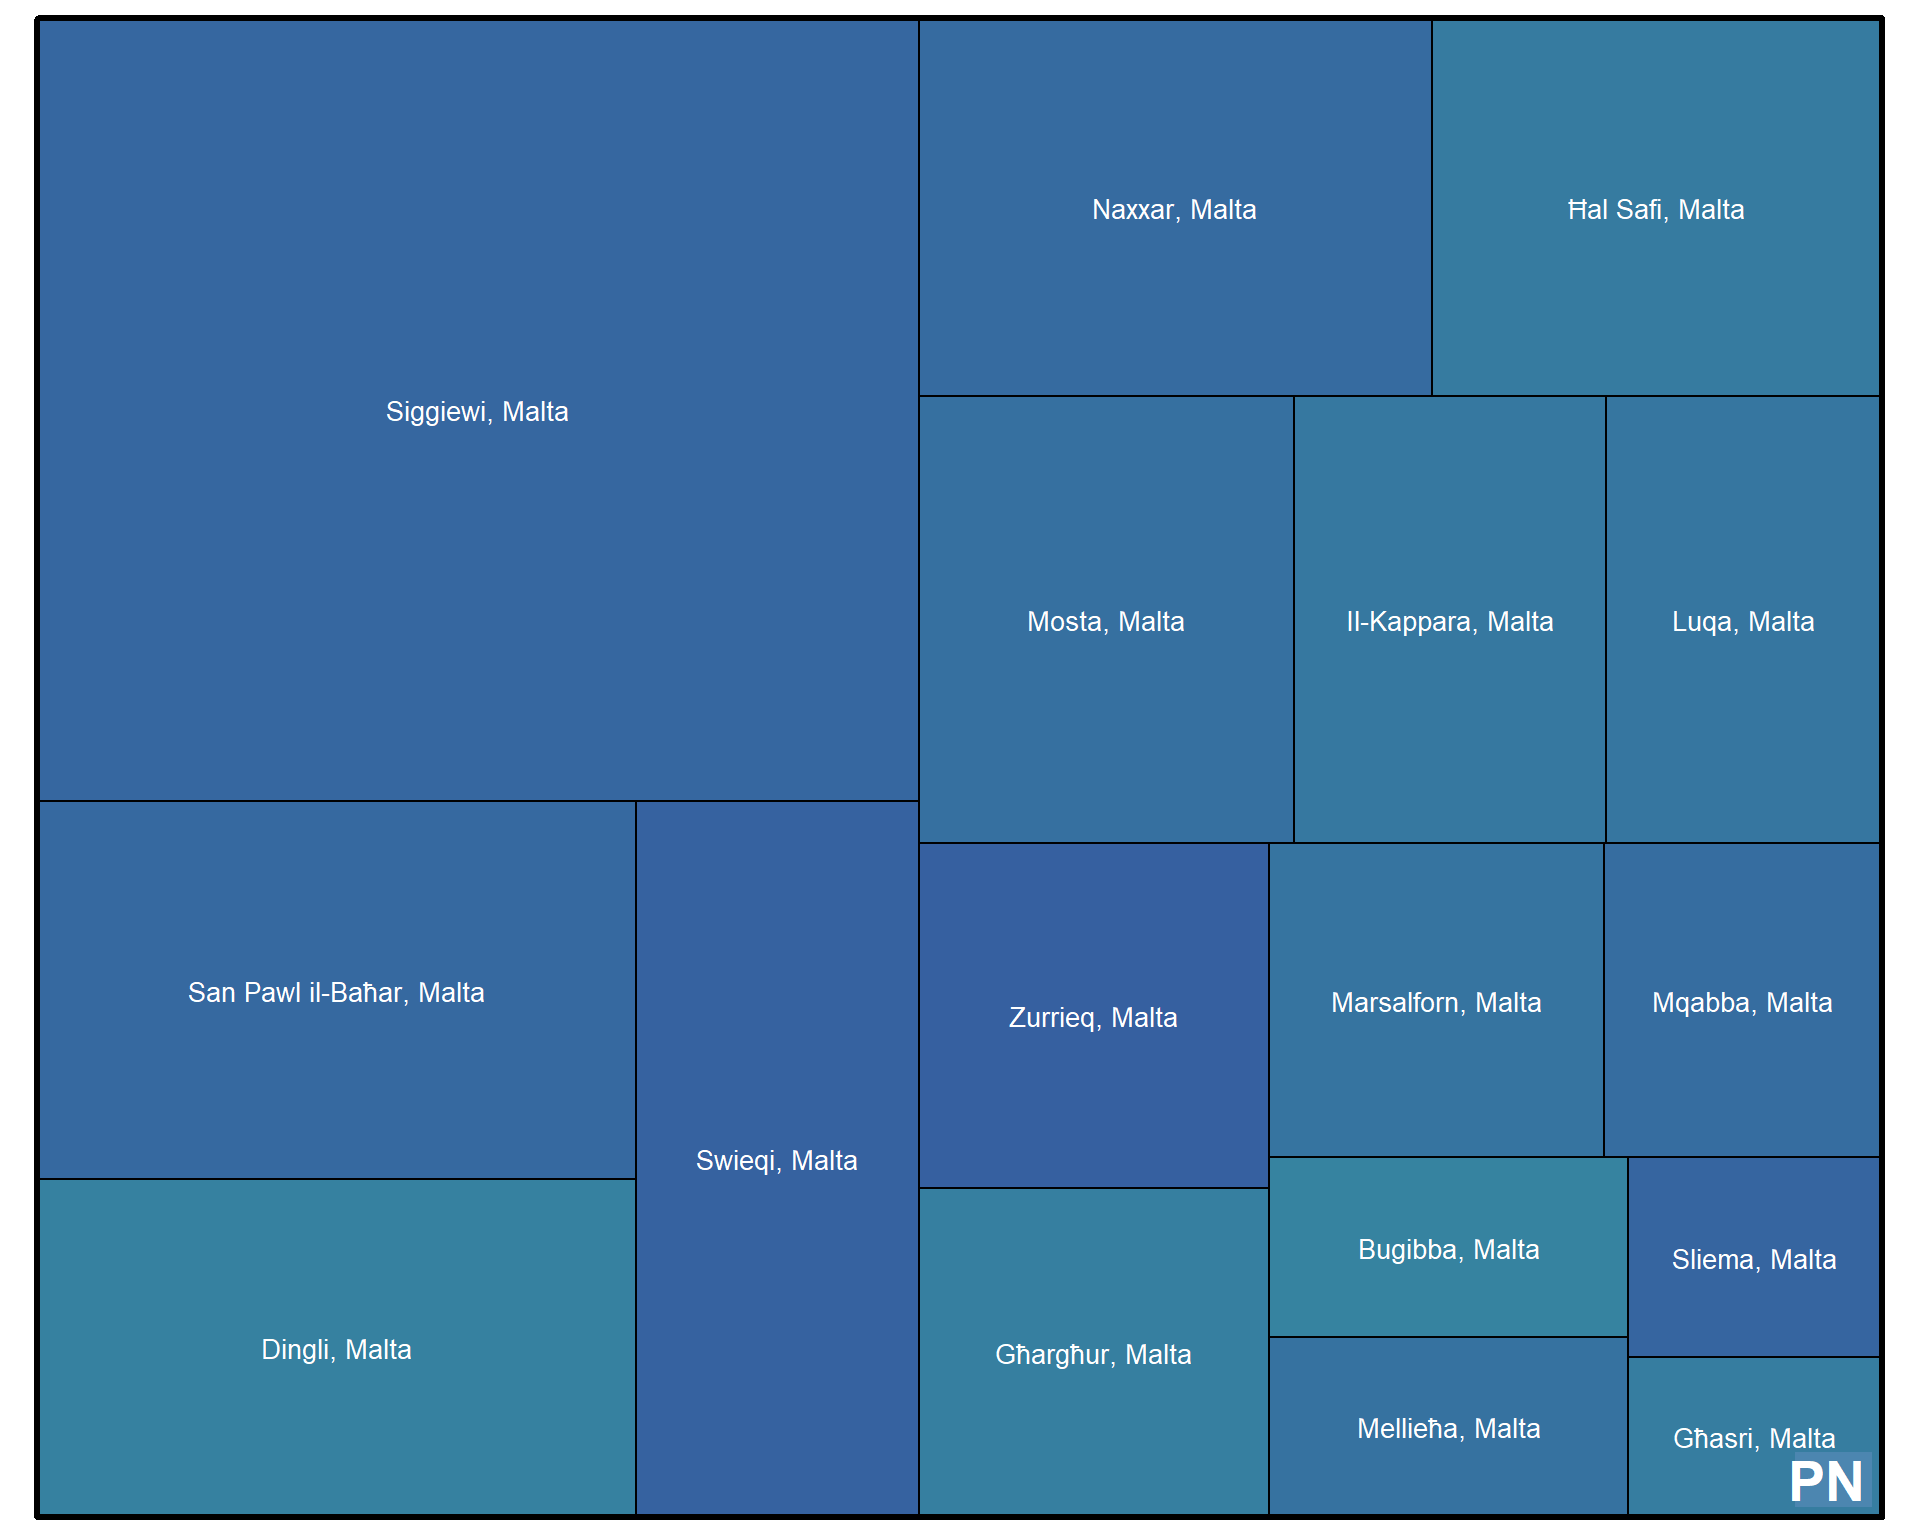 Siggiewi, Malta
Naxxar, Malta
Ħal Safi, Malta
Mosta, Malta
Il-Kappara, Malta
Luqa, Malta
San Pawl il-Baħar, Malta
Swieqi, Malta
Dingli, Malta
Zurrieq, Malta
Marsalforn, Malta
Mqabba, Malta
Għargħur, Malta
Bugibba, Malta
Sliema, Malta
Mellieħa, Malta
Għasri, Malta
PN